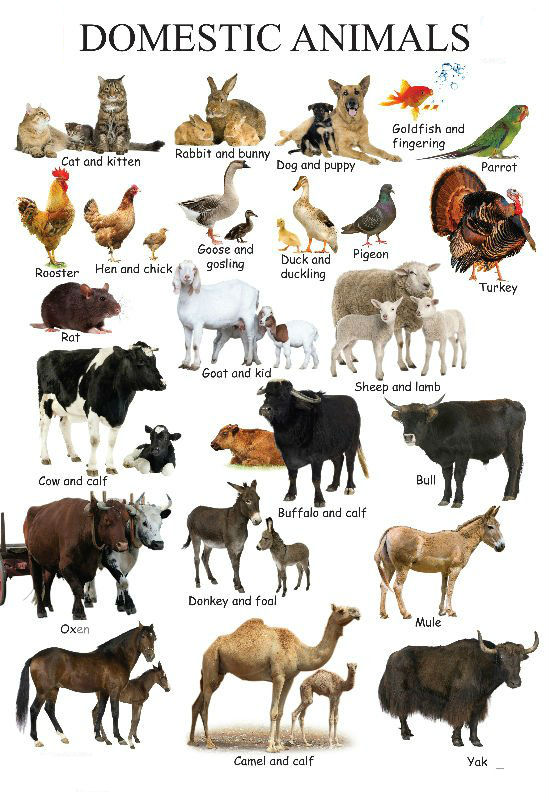 DOMESTIC ANIMALS
Cat and kitten
Rabbit and bunny
Dog and puppy
Goldfish and
fingering
Parrot
Rooster
Hen and chick
Goose and
gosling
Duck and
duckling
Pigeon
Turkey
Rat
Goat and kid
Sheep and lamb
Cow and calf
Buffalo and calf
Bull
Oxen
Donkey and foal
Mule
Camel and calf
Yak